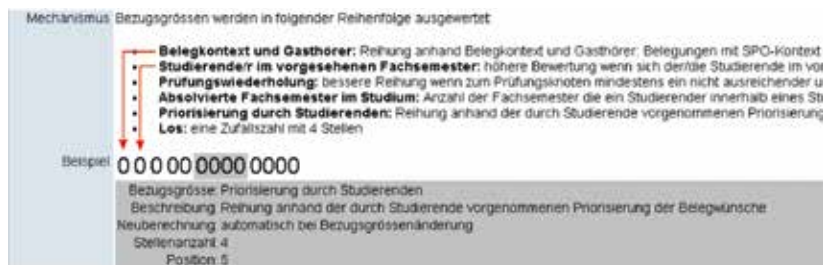 Mechanismus Bezugsgrössen werden in folgender Reihenfolge ausgewertet
Belegkontext und Gasthörer: Reihung anhand Belegkontext und Gasthörer: Belegungen mit SPO-Kontext
Studierende/r im vorgesehenen Fachsemester: höhere Bewertung wenn sich der/die Studierende im vor
Prüfungswiederholung: bessere Reihung wenn zum Prüfungsknoten mindestens ein nicht ausreichender u
Absolvierte Fachsemester im Studium: Anzahl der Fachsemester die ein Studierender innerhalb eines Stu
Priorisierung durch Studierenden: Reihung anhand der durch Studierende vorgenommenen Priorisierung
Los: eine Zufallszahl mit 4 Stellen
Beispiel 0 0 0 00 0000 0000
Bezugsgrösse: Priorisierung durch Studierenden
Beschreibung: Reihung anhand der durch Studierende vorgenommenen Priorisierung der Belegwünsche
Neuberechnung: automatisch bei Bezugsgrössenänderung
Stellenanzahl: 4
Position: 5